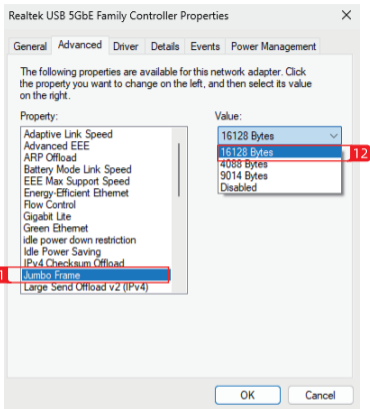 Realtek USB 5GbE Family Controller Properties
General Advanced Driver Details Events Power Management
The following properties are available for this network adapter. Click
the property you want to change on the left, and then select its value
on the right.
Property:
Value:
Adaptive Link Speed
Advanced EEE
ARP Offload
Battery Mode Link Speed
EEE Max Support Speed
Energy-Efficient Ethernet
Flow Control
Gigabit Lite
Green Ethernet
idle power down restriction
Idle Power Saving
IPv4 Checksum Offload
Jumbo Frame
Large Send Offload v2 (IPv4)
16128 Bytes
16128 Bytes
4088 Bytes
9014 Bytes
Disabled
12
OK Cancel